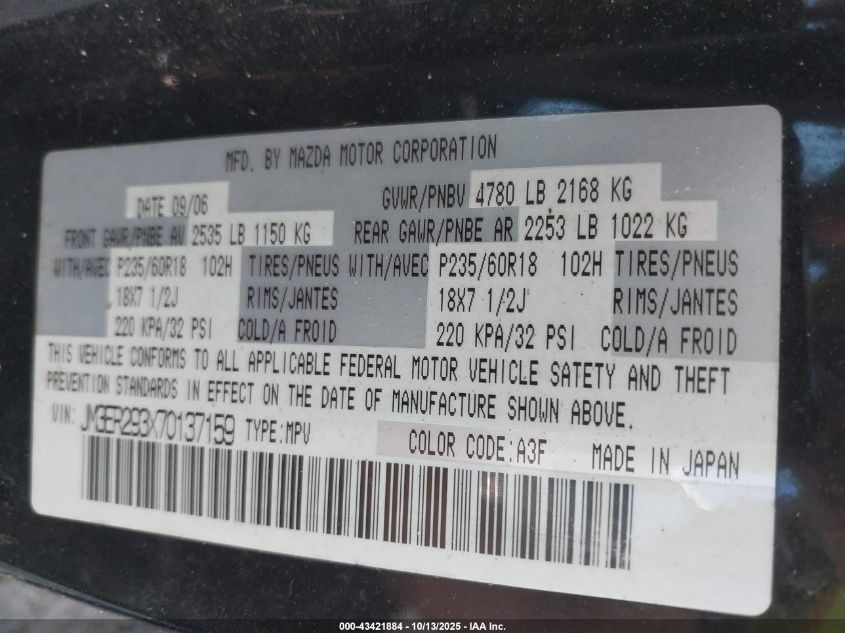 MFD. BY MAZDA MOTOR CORPORATION
DATE 09/06 GVWR/PNBV 4780 LB 2168 KG
FRONT GAWR/PNBE AV 2535 LB 1150 KG REAR GAWR/PNBE AR 2253 LB 1022 KG
WITH/AVEC P235/60R18 102H TIRES/PNEUS WITH/AVEC P235/60R18 102H TIRES/PNEUS
18X7 1/2J RIMS/JANTES 18X7 1/2J RIMS/JANTES
220 KPA/32 PSI COLD/A FROID 220 KPA/32 PSI COLD/A FROID
THIS VEHICLE CONFORMS TO ALL APPLICABLE FEDERAL MOTOR VEHICLE SAFETY AND THEFT
PREVENTION STANDARDS IN EFFECT ON THE DATE OF MANUFACTURE SHOWN ABOVE.
VIN: JM3ER293X70137159 TYPE:MPV COLOR CODE:A3F MADE IN JAPAN
000-43421884 - 10/13/2025 - IAA Inc.